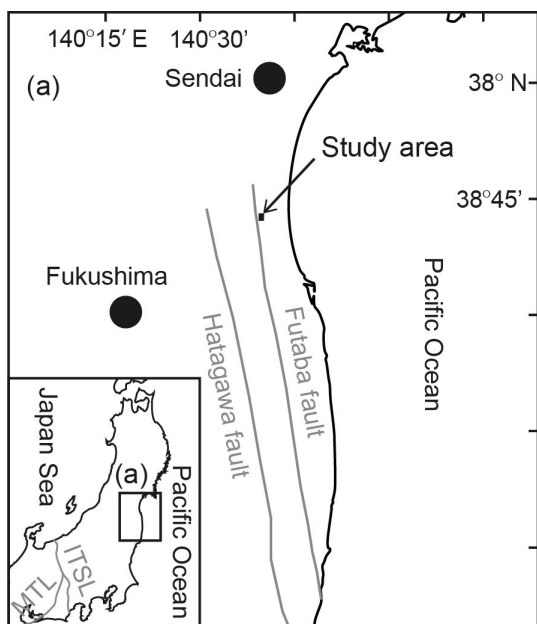 140°15′ E 140°30′
(a)
Sendai
38° N
Study area
38°45′
Fukushima
Pacific Ocean
Hatagawa fault
Futaba fault
Japan Sea
(a)
Pacific Ocean
ITSL
MTL